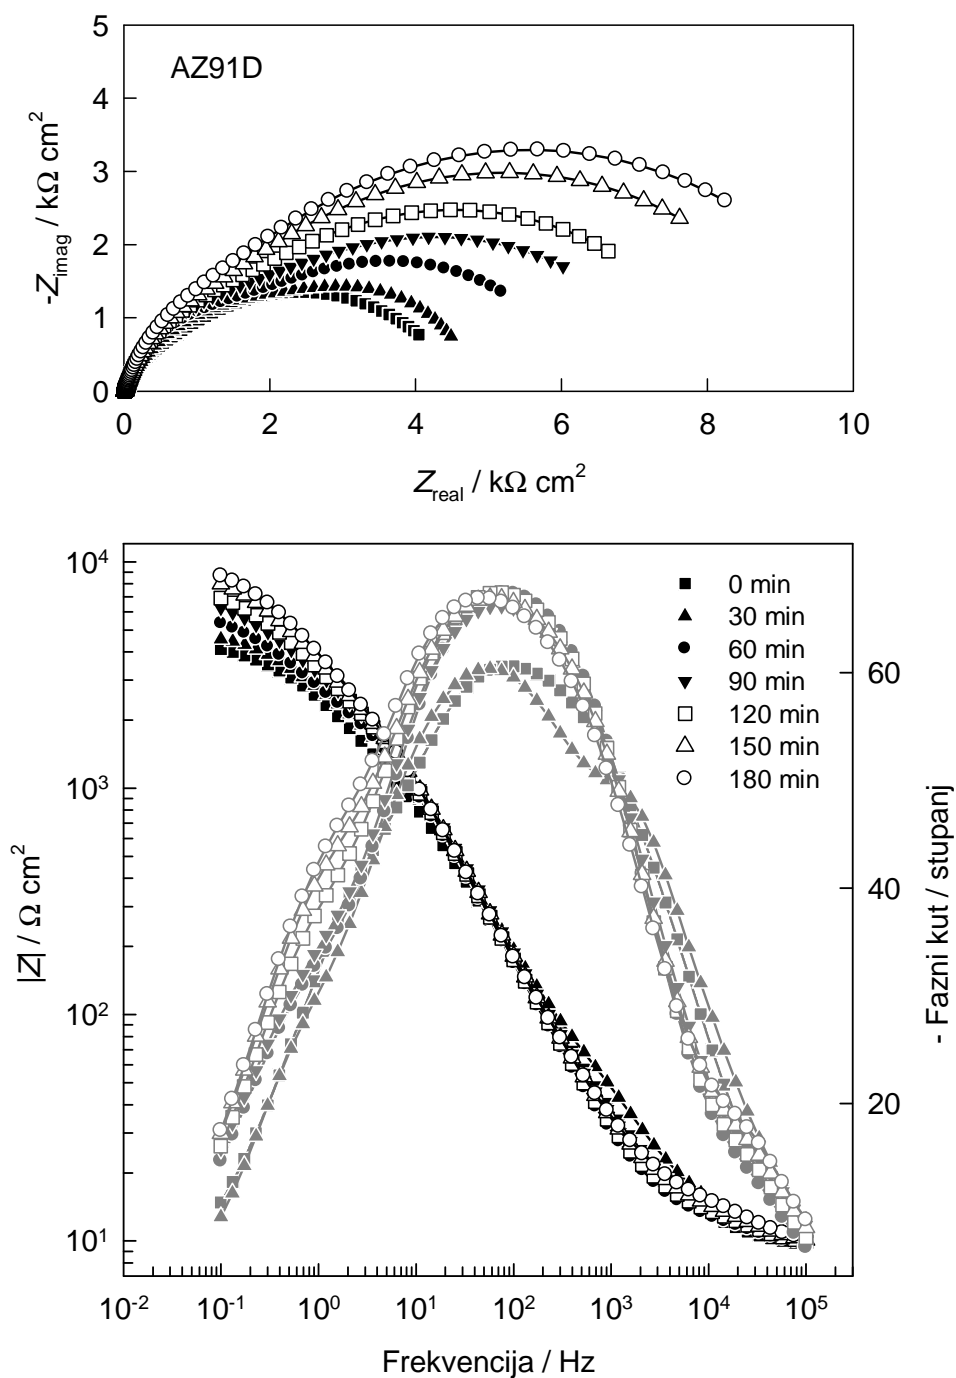 5
4
3
2
1
0
AZ91D
-Zimag / kΩ cm²
0 2 4 6 8 10
Zreal / kΩ cm²
10⁴
10³
10²
10¹
|Z| / Ω cm²
0 min
30 min
60 min
90 min
120 min
150 min
180 min
60
40
20
- Fazni kut / stupanj
10⁻² 10⁻¹ 10⁰ 10¹ 10² 10³ 10⁴ 10⁵
Frekvencija / Hz